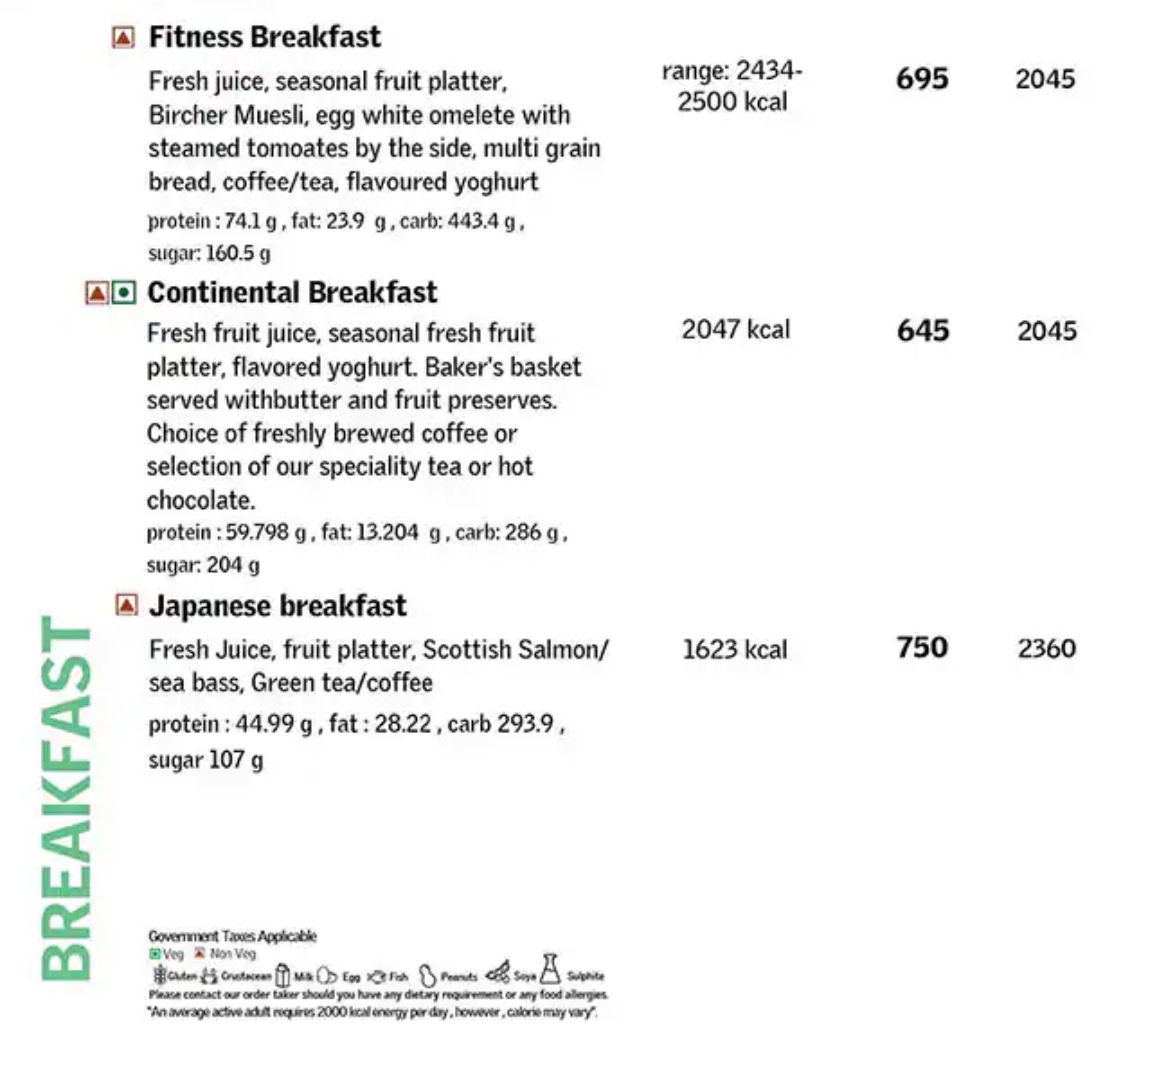 Fitness Breakfast
Fresh juice, seasonal fruit platter,
Bircher Muesli, egg white omelete with
steamed tomoates by the side, multi grain
bread, coffee/tea, flavoured yoghurt
protein : 74.1 g , fat: 23.9 g , carb: 443.4 g ,
sugar: 160.5 g
range: 2434-
2500 kcal
695
2045
Continental Breakfast
Fresh fruit juice, seasonal fresh fruit
platter, flavored yoghurt. Baker's basket
served withbutter and fruit preserves.
Choice of freshly brewed coffee or
selection of our speciality tea or hot
chocolate.
protein : 59.798 g , fat: 13.204 g , carb: 286 g ,
sugar: 204 g
2047 kcal
645
2045
Japanese breakfast
Fresh Juice, fruit platter, Scottish Salmon/
sea bass, Green tea/coffee
protein : 44.99 g , fat : 28.22 , carb 293.9 ,
sugar 107 g
1623 kcal
750
2360
BREAKFAST
Government Taxes Applicable
Veg Non Veg
Gluten Crustacean Milk Egg Fish Peanuts Soya Sulphite
Please contact our order taker should you have any dietary requirement or any food allergies.
"An average active adult requires 2000 kcal energy per day , however , calorie may vary".